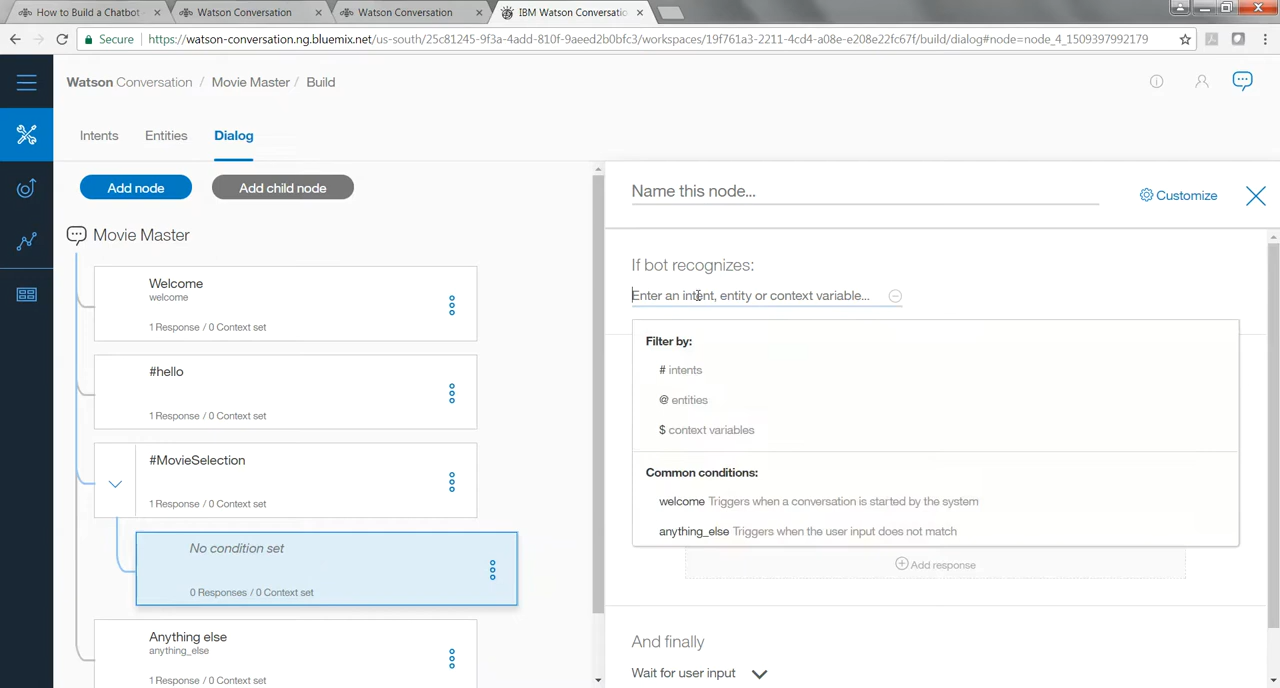 How to Build a Chatbot
Watson Conversation
Watson Conversation
IBM Watson Conversatio
Secure
https://watson-conversation.ng.bluemix.net/us-south/25c81245-9f3a-4add-810f-9aeed2b0bfc3/workspaces/19f761a3-2211-4cd4-a08e-e208e22fc67f/build/dialog#node=node_4_1509397992179
Watson Conversation / Movie Master / Build
Intents
Entities
Dialog
Add node
Add child node
Movie Master
Welcome
welcome
1 Response / 0 Context set
#hello
1 Response / 0 Context set
#MovieSelection
1 Response / 0 Context set
No condition set
0 Responses / 0 Context set
Anything else
anything_else
1 Response / 0 Context set
Name this node...
Customize
If bot recognizes:
Enter an intent, entity or context variable...
Filter by:
# intents
@ entities
$ context variables
Common conditions:
welcome Triggers when a conversation is started by the system
anything_else Triggers when the user input does not match
Add response
And finally
Wait for user input